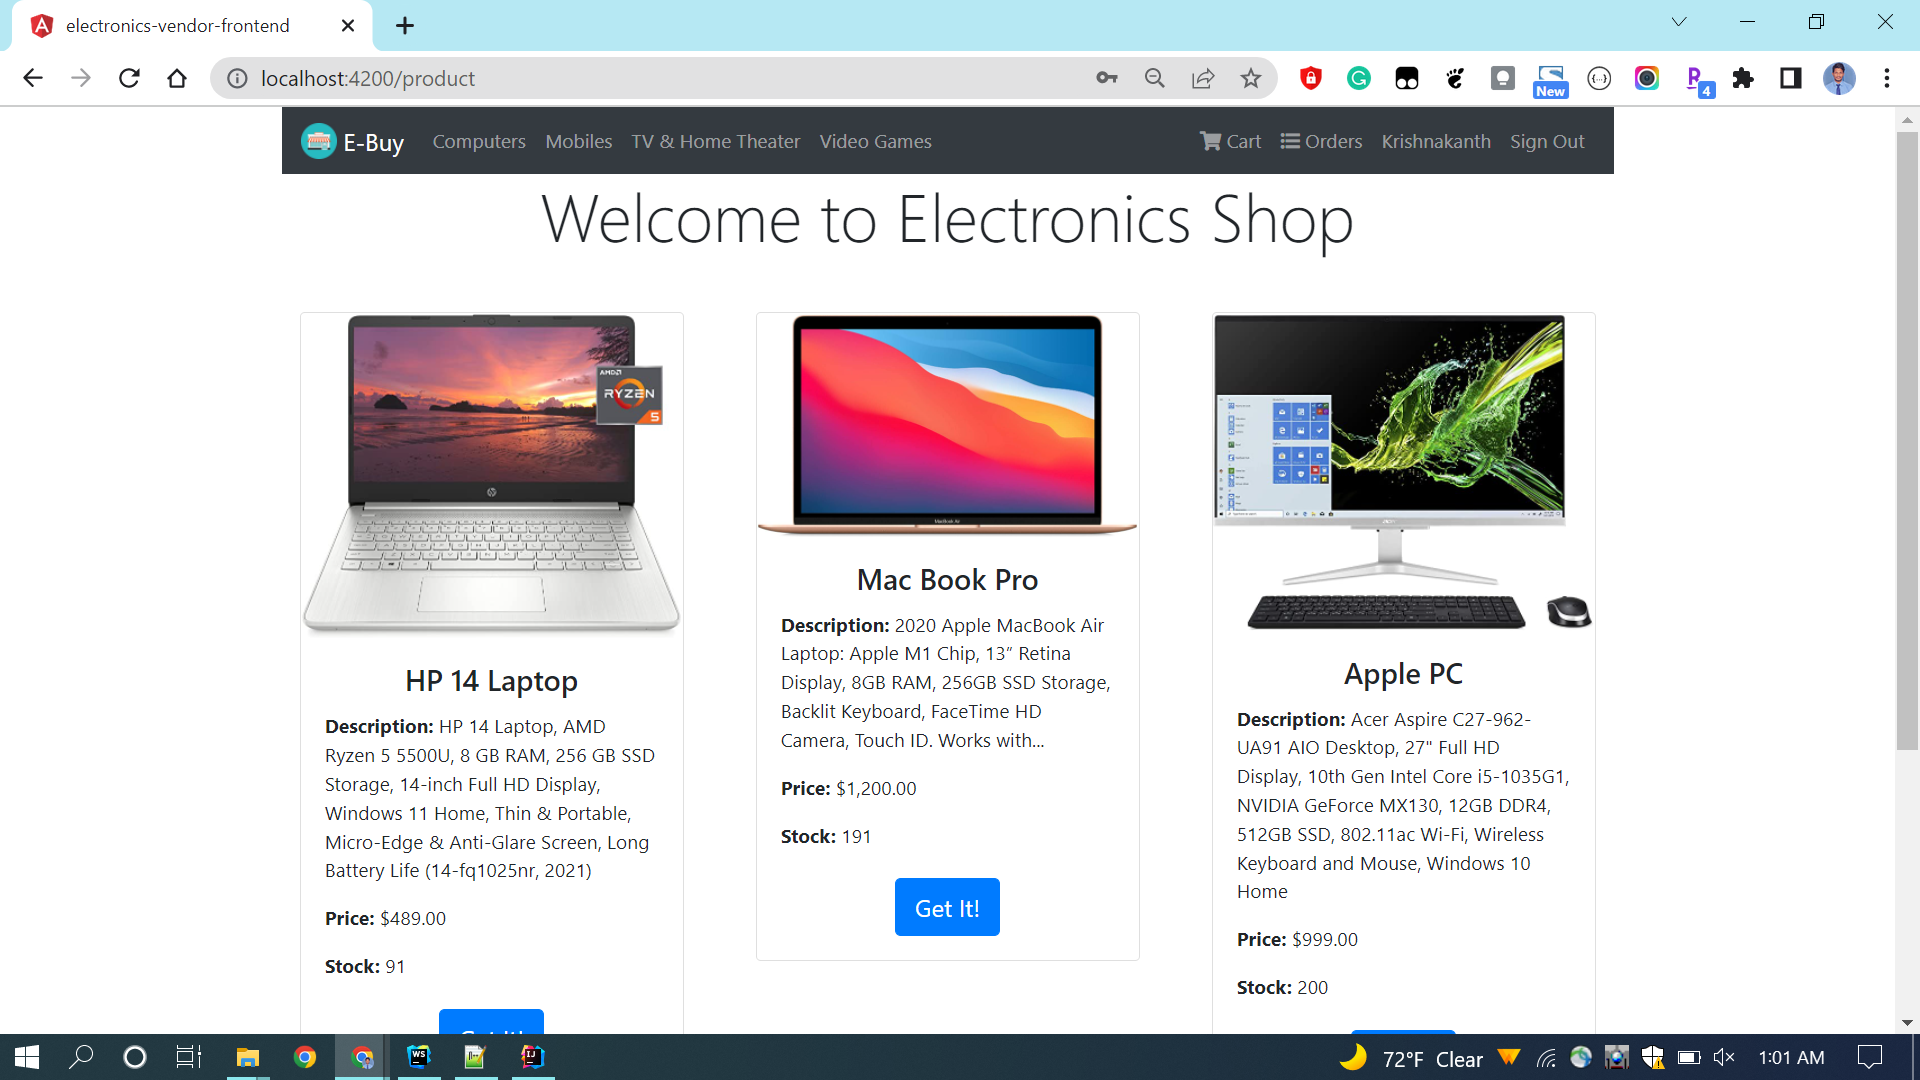 electronics-vendor-frontend
localhost:4200/product
New
4
E-Buy Computers Mobiles TV & Home Theater Video Games Cart Orders Krishnakanth Sign Out
Welcome to Electronics Shop
AMD
RYZEN
5
MacBook Air
acer
HP 14 Laptop
Description: HP 14 Laptop, AMD
Ryzen 5 5500U, 8 GB RAM, 256 GB SSD
Storage, 14-inch Full HD Display,
Windows 11 Home, Thin & Portable,
Micro-Edge & Anti-Glare Screen, Long
Battery Life (14-fq1025nr, 2021)
Price: $489.00
Stock: 91
Get It!
Mac Book Pro
Description: 2020 Apple MacBook Air
Laptop: Apple M1 Chip, 13” Retina
Display, 8GB RAM, 256GB SSD Storage,
Backlit Keyboard, FaceTime HD
Camera, Touch ID. Works with...
Price: $1,200.00
Stock: 191
Get It!
Apple PC
Description: Acer Aspire C27-962-
UA91 AIO Desktop, 27" Full HD
Display, 10th Gen Intel Core i5-1035G1,
NVIDIA GeForce MX130, 12GB DDR4,
512GB SSD, 802.11ac Wi-Fi, Wireless
Keyboard and Mouse, Windows 10
Home
Price: $999.00
Stock: 200
72°F Clear
1:01 AM